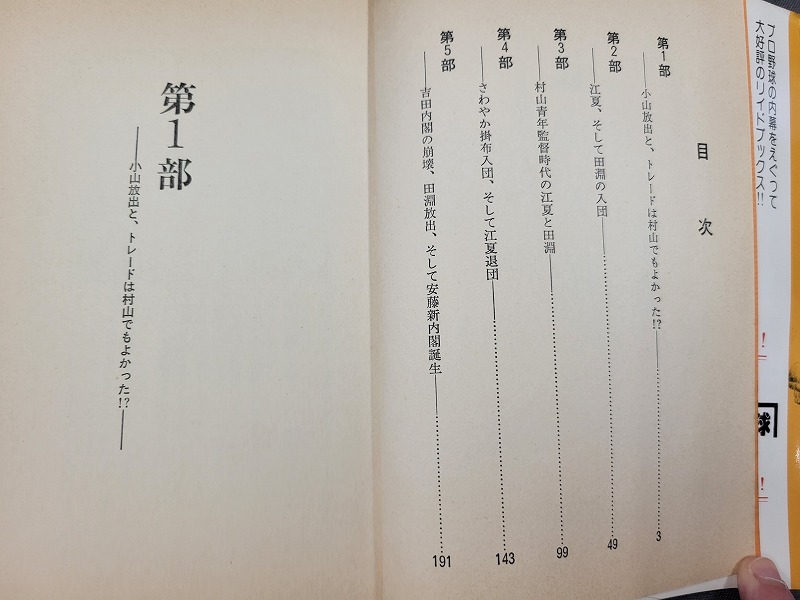 プロ野球の内幕をえぐって
大好評のリイドブックス!!
目次
第1部
――小山放出と、トレードは村山でもよかった!?――………3
第2部
――江夏、そして田淵の入団――………49
第3部
――村山青年監督時代の江夏と田淵――………99
第4部
――さわやか掛布入団、そして江夏退団――………143
第5部
――吉田内閣の崩壊、田淵放出、そして安藤新内閣誕生――………191
第1部
――小山放出と、トレードは村山でもよかった!?――
!
球
!